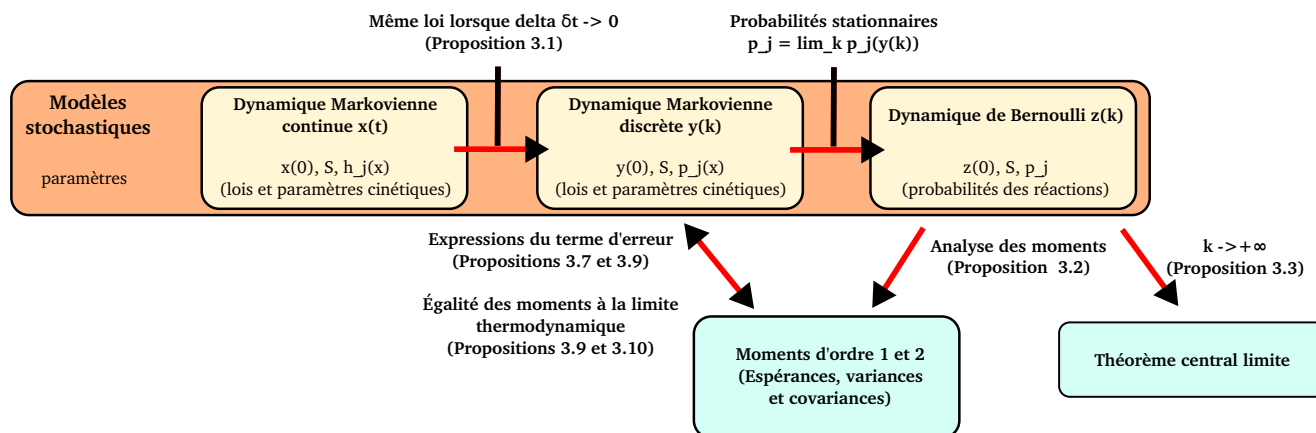 Même loi lorsque delta δt -> 0
(Proposition 3.1)
Probabilités stationnaires
p_j = lim_k p_j(y(k))
Modèles
stochastiques
paramètres
Dynamique Markovienne
continue x(t)
x(0), S, h_j(x)
(lois et paramètres cinétiques)
Dynamique Markovienne
discrète y(k)
y(0), S, p_j(x)
(lois et paramètres cinétiques)
Dynamique de Bernoulli z(k)
z(0), S, p_j
(probabilités des réactions)
Expressions du terme d'erreur
(Propositions 3.7 et 3.9)
Égalité des moments à la limite
thermodynamique
(Propositions 3.9 et 3.10)
Analyse des moments
(Proposition 3.2)
k ->+∞
(Proposition 3.3)
Moments d'ordre 1 et 2
(Espérances, variances
et covariances)
Théorème central limite